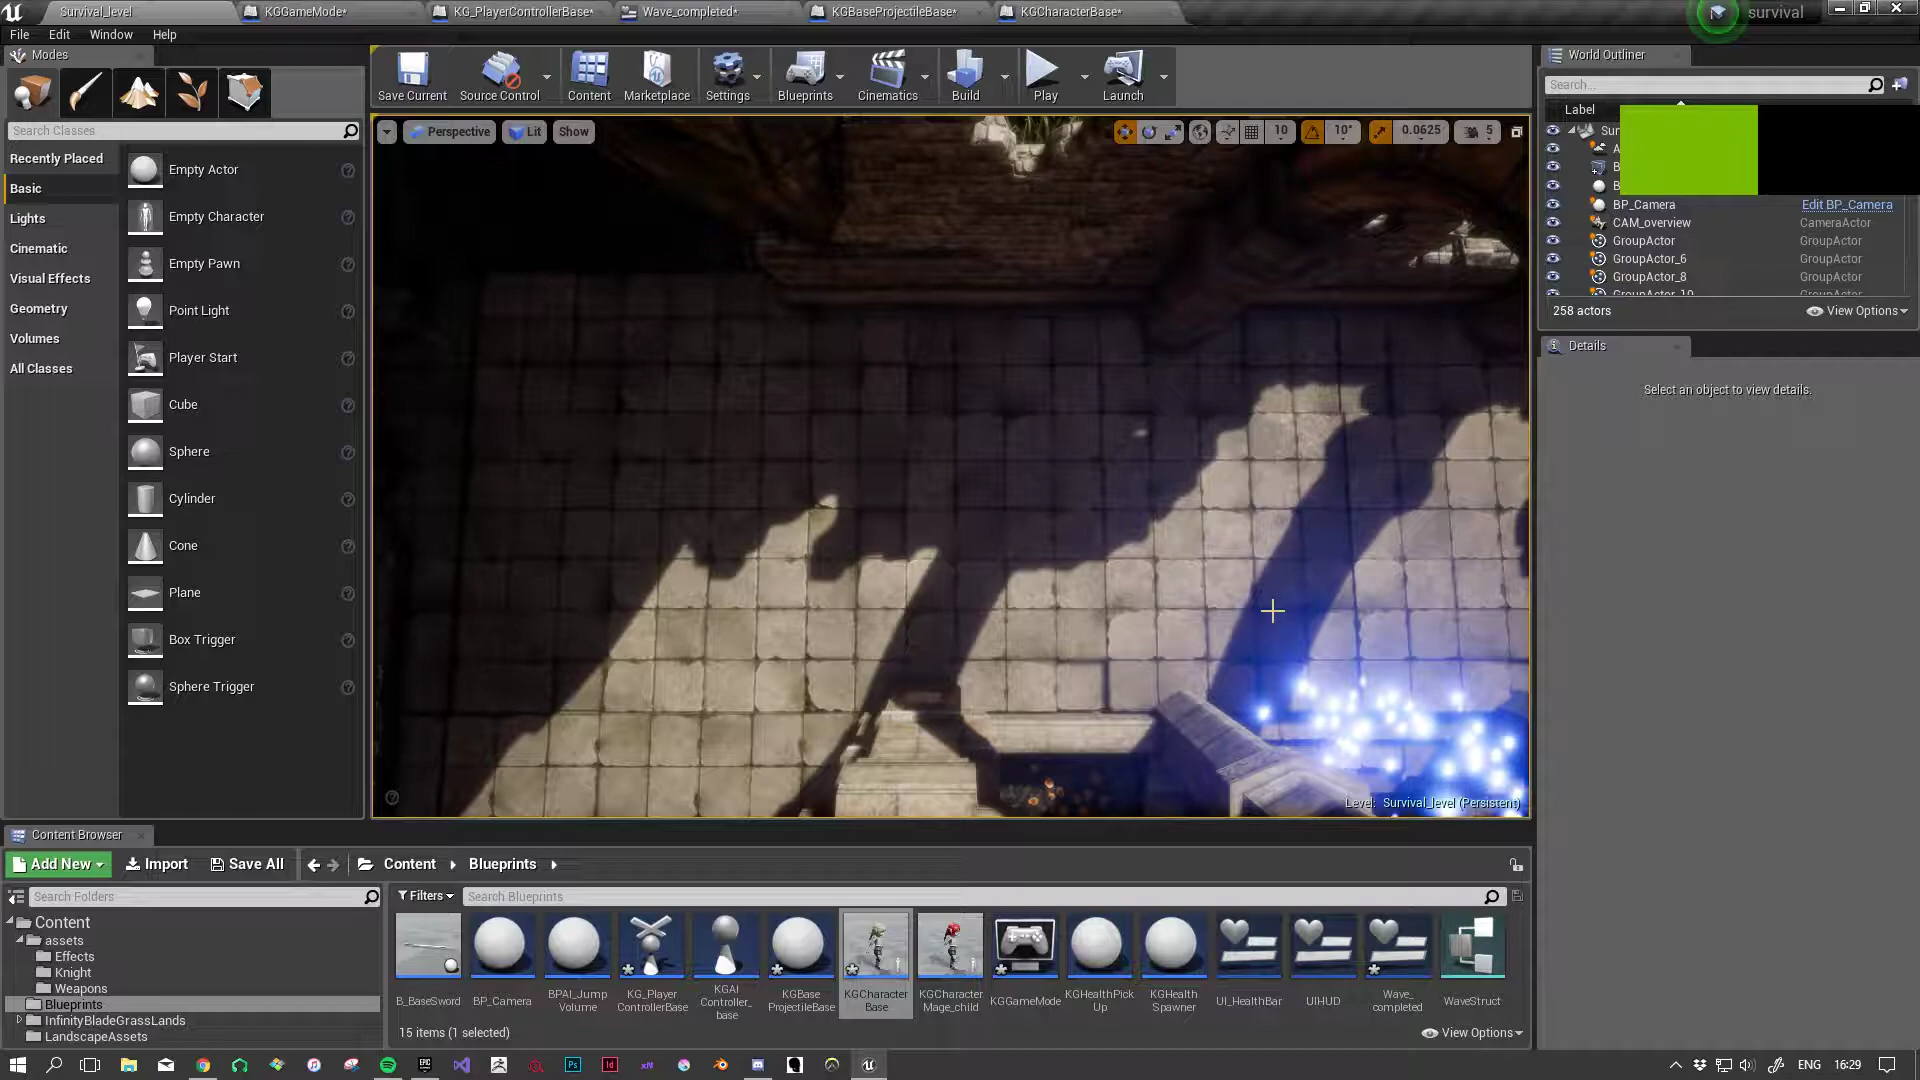 Survival_level
KGGameMode*
KG_PlayerControllerBase*
Wave_completed*
KGBaseProjectileBase*
KGCharacterBase*
survival
File
Edit
Window
Help
Modes
Search Classes
Recently Placed
Basic
Lights
Cinematic
Visual Effects
Geometry
Volumes
All Classes
Empty Actor
Empty Character
Empty Pawn
Point Light
Player Start
Cube
Sphere
Cylinder
Cone
Plane
Box Trigger
Sphere Trigger
Save Current
Source Control
Content
Marketplace
Settings
Blueprints
Cinematics
Build
Play
Launch
Perspective
Lit
Show
10
10°
0.0625
5
Level: Survival_level (Persistent)
World Outliner
Search...
Label
Sur
A
B
B
BP_Camera
Edit BP_Camera
CAM_overview
CameraActor
GroupActor
GroupActor
GroupActor_6
GroupActor
GroupActor_8
GroupActor
GroupActor_10
258 actors
View Options
Details
Select an object to view details.
Content Browser
Add New
Import
Save All
Content
Blueprints
Search Folders
Filters
Search Blueprints
Content
assets
Effects
Knight
Weapons
Blueprints
InfinityBladeGrassLands
LandscapeAssets
B_BaseSword
BP_Camera
BPAI_Jump
Volume
KG_Player
ControllerBase
KGAI
Controller_
base
KGBase
ProjectileBase
KGCharacter
Base
KGCharacter
Mage_child
KGGameMode
KGHealthPick
Up
KGHealth
Spawner
UI_HealthBar
UIHUD
Wave_
completed
WaveStruct
15 items (1 selected)
View Options
ENG
16:29